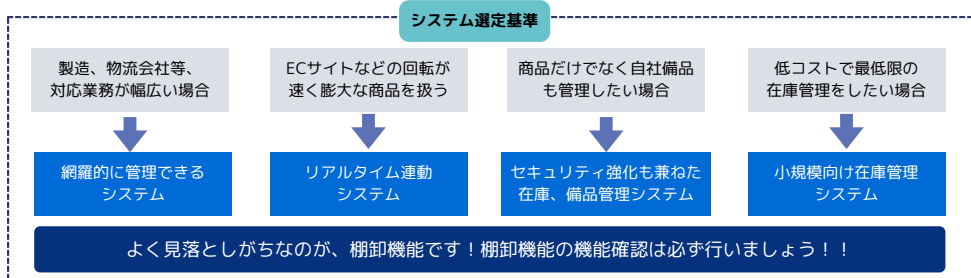 システム選定基準
製造、物流会社等、
対応業務が幅広い場合
ECサイトなどの回転が
速く膨大な商品を扱う
商品だけでなく自社備品
も管理したい場合
低コストで最低限の
在庫管理をしたい場合
網羅的に管理できる
システム
リアルタイム連動
システム
セキュリティ強化も兼ねた
在庫、備品管理システム
小規模向け在庫管理
システム
よく見落としがちなのが、棚卸機能です！棚卸機能の機能確認は必ず行いましょう！！